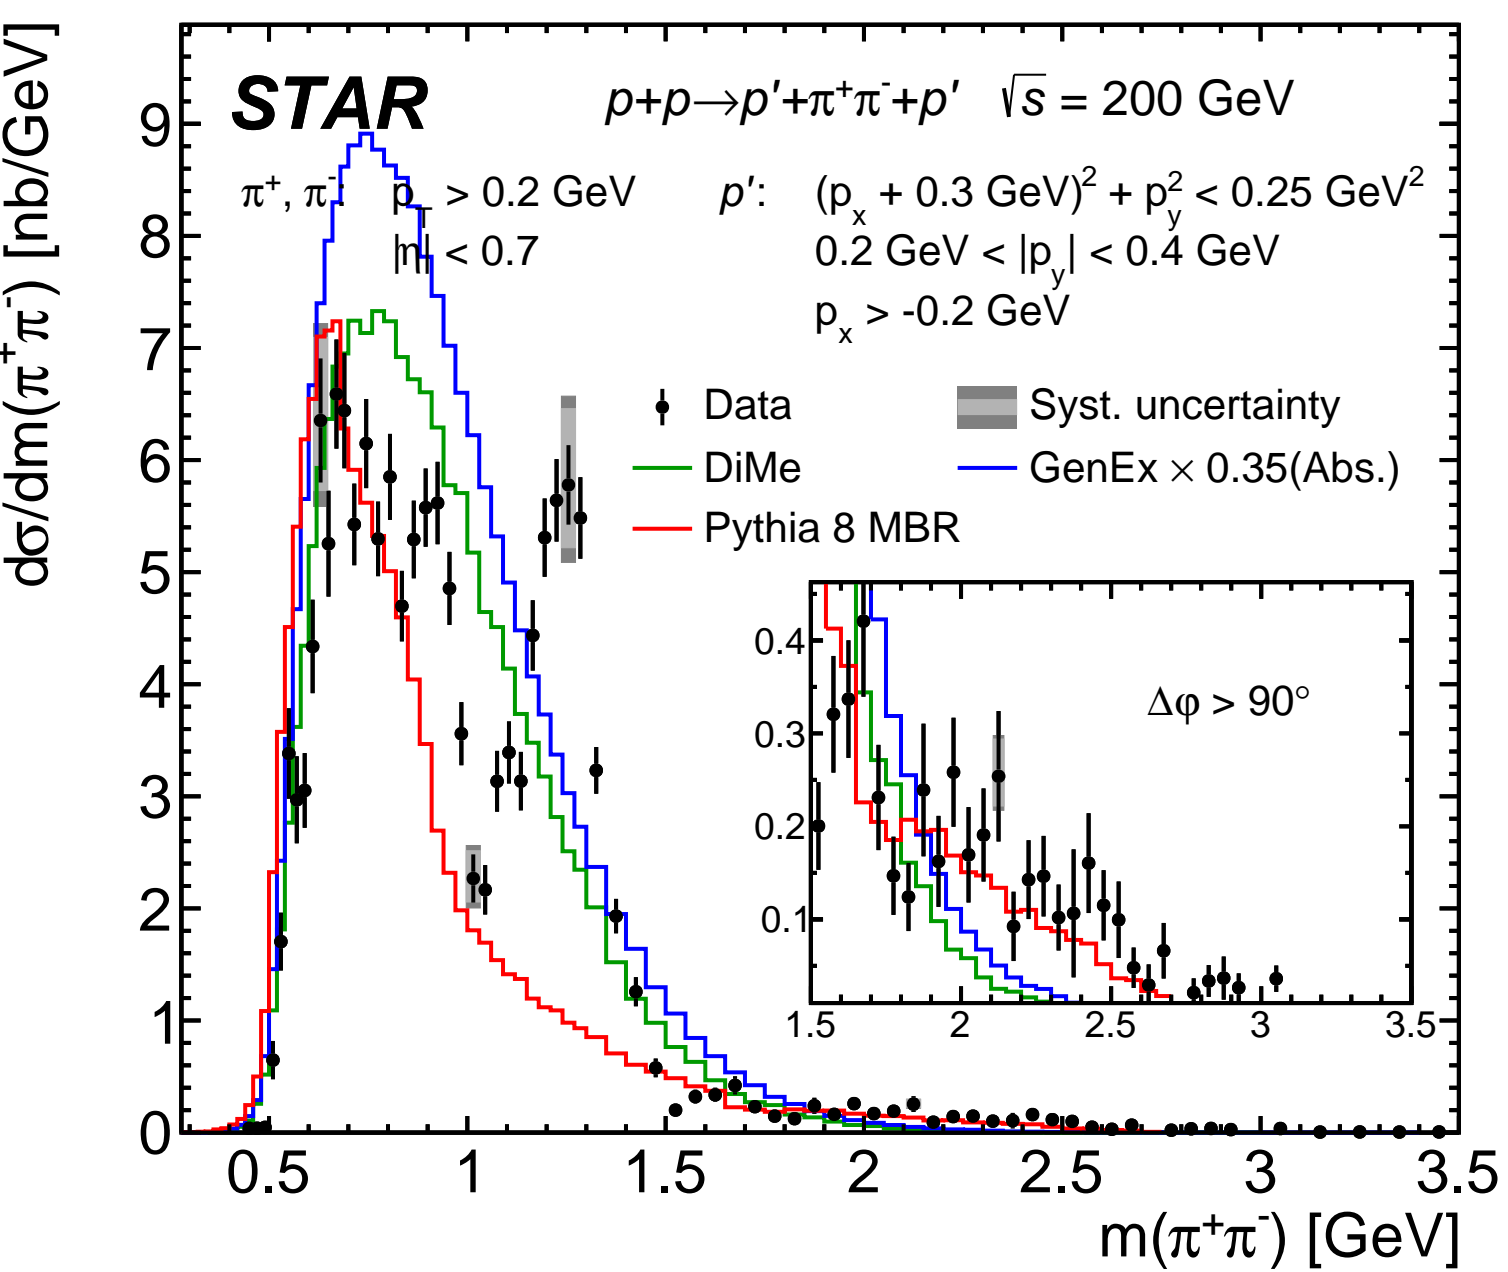 STAR
p+p→p′+π⁺π⁻+p′ √s = 200 GeV
π⁺, π⁻: p_T > 0.2 GeV
|η| < 0.7
p′: (p_x + 0.3 GeV)² + p_y² < 0.25 GeV²
0.2 GeV < |p_y| < 0.4 GeV
p_x > -0.2 GeV
Data
Syst. uncertainty
DiMe
GenEx × 0.35(Abs.)
Pythia 8 MBR
dσ/dm(π⁺π⁻) [nb/GeV]
9
8
7
6
5
4
3
2
1
0
Δφ > 90°
0.4
0.3
0.2
0.1
1.5 2 2.5 3 3.5
0.5 1 1.5 2 2.5 3 3.5
m(π⁺π⁻) [GeV]